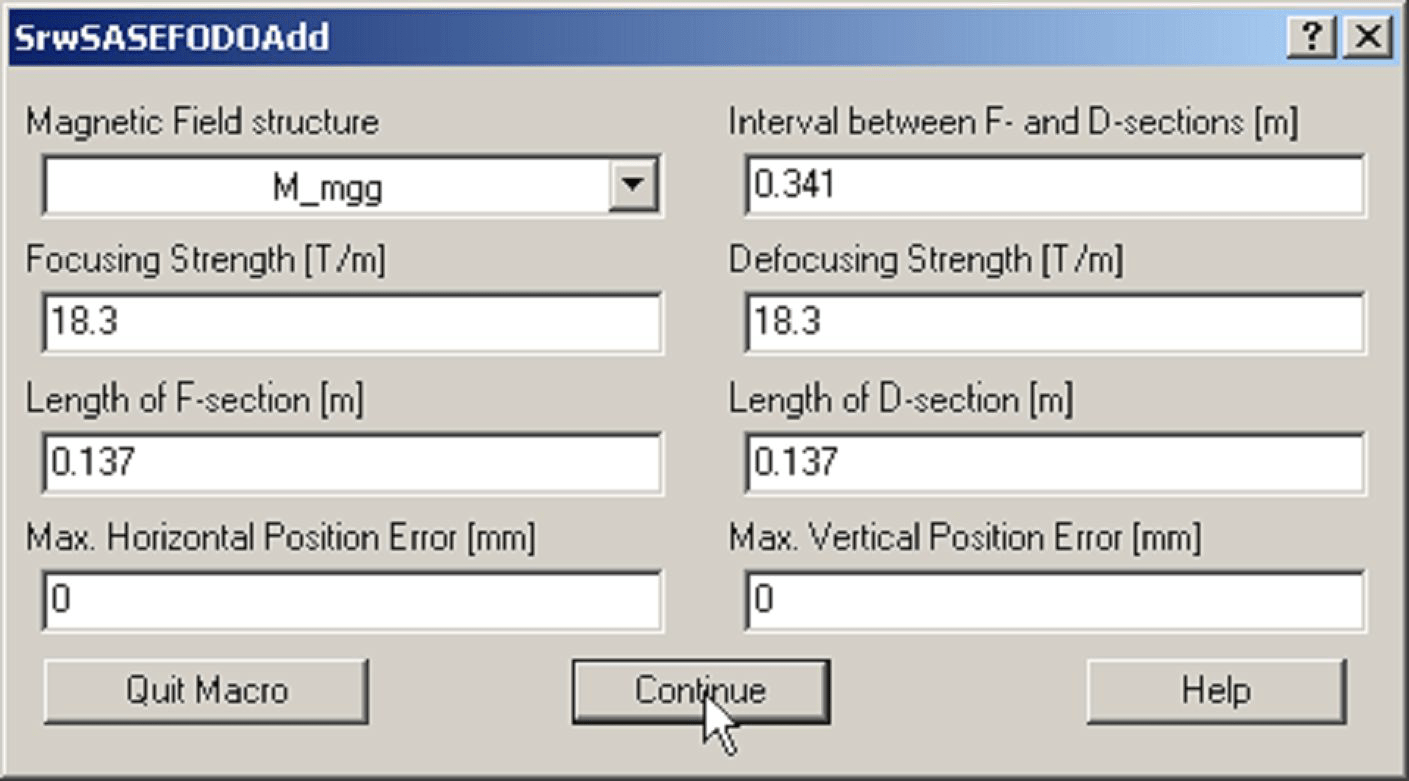 SrwSASEFODOAdd
Magnetic Field structure
Interval between F- and D-sections [m]
M_mgg
0.341
Focusing Strength [T/m]
Defocusing Strength [T/m]
18.3
18.3
Length of F-section [m]
Length of D-section [m]
0.137
0.137
Max. Horizontal Position Error [mm]
Max. Vertical Position Error [mm]
0
0
Quit Macro
Continue
Help